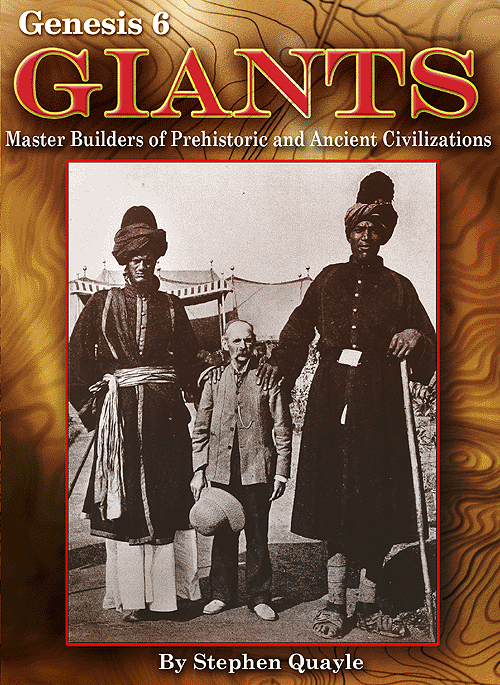 Genesis 6
GIANTS
Master Builders of Prehistoric and Ancient Civilizations
By Stephen Quayle